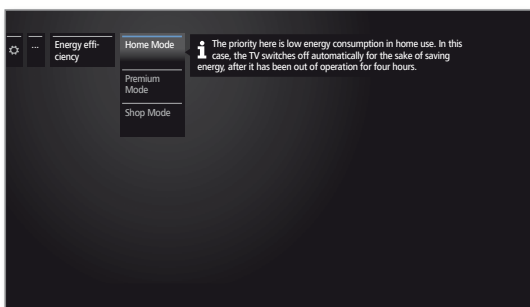 ...
Energy effi-
ciency
Home Mode
Premium
Mode
Shop Mode
i The priority here is low energy consumption in home use. In this
case, the TV switches off automatically for the sake of saving
energy, after it has been out of operation for four hours.